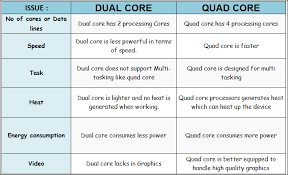 ISSUE :
DUAL CORE
QUAD CORE
No of cores or Data
lines
Dual core has 2 processing Cores
Quad core has 4 processing cores
Speed
Dual core is less powerful in terms
of speed.
Quad core is faster
Task
Dual core does not support Multi-
tasking like quad core
Quad core is designed for multi
tasking
Heat
Dual core is lighter and no heat is
generated when working.
Quad core processors generates heat
which can heat up the device
Energy consumption
Dual core consumes less power
Quad core consumes more power
Video
Dual core lacks in Graphics
Quad core is better equipped to
handle high quality graphics